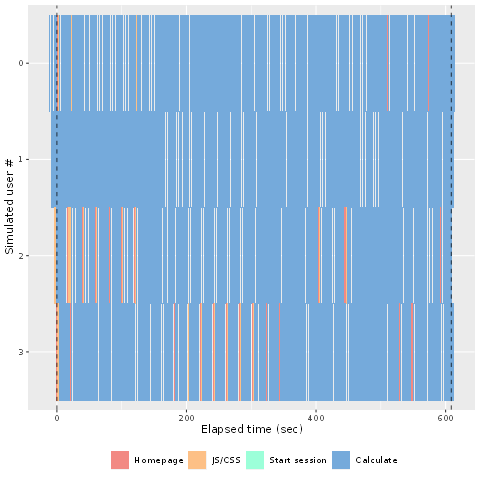 0
1
2
3
Simulated user #
0 200 400 600
Elapsed time (sec)
Homepage JS/CSS Start session Calculate